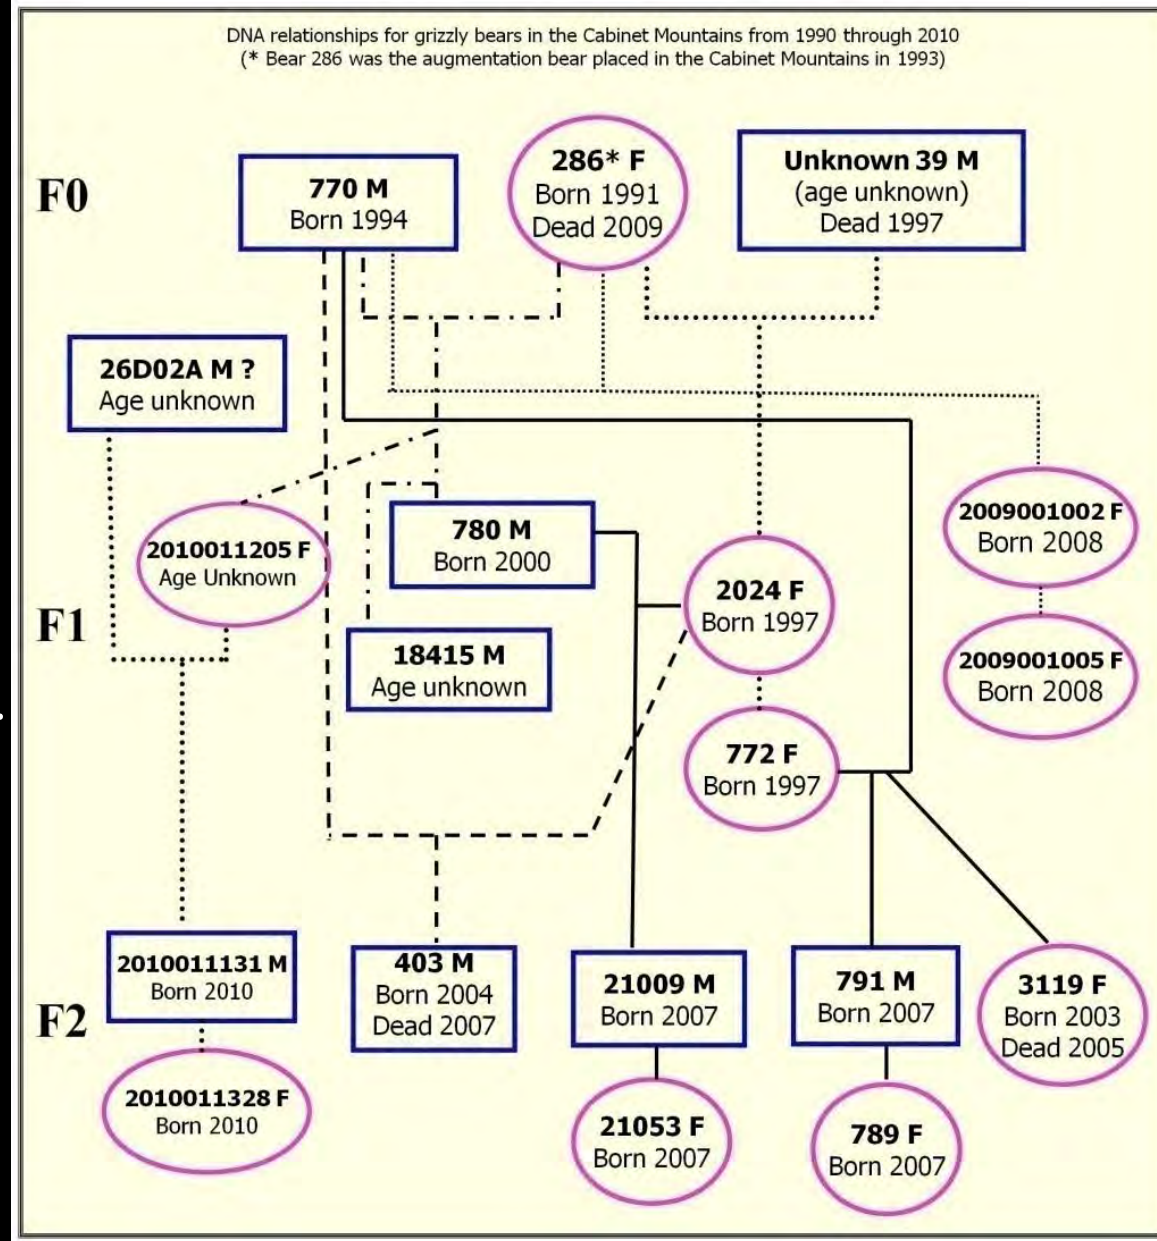 DNA relationships for grizzly bears in the Cabinet Mountains from 1990 through 2010
(* Bear 286 was the augmentation bear placed in the Cabinet Mountains in 1993)
F0
770 M
Born 1994
286* F
Born 1991
Dead 2009
Unknown 39 M
(age unknown)
Dead 1997
26D02A M ?
Age unknown
F1
2010011205 F
Age Unknown
780 M
Born 2000
18415 M
Age unknown
2024 F
Born 1997
772 F
Born 1997
2009001002 F
Born 2008
2009001005 F
Born 2008
F2
2010011131 M
Born 2010
2010011328 F
Born 2010
403 M
Born 2004
Dead 2007
21009 M
Born 2007
21053 F
Born 2007
791 M
Born 2007
789 F
Born 2007
3119 F
Born 2003
Dead 2005